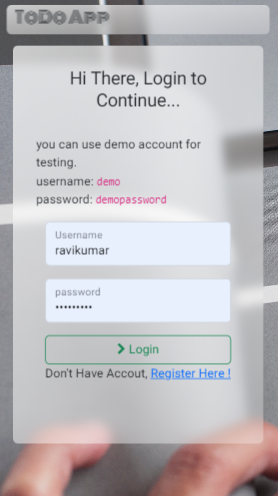 ToDo App
Hi There, Login to
Continue...
you can use demo account for
testing.
username: demo
password: demopassword
Username
ravikumar
password
•••••••••
Login
Don't Have Accout, Register Here !